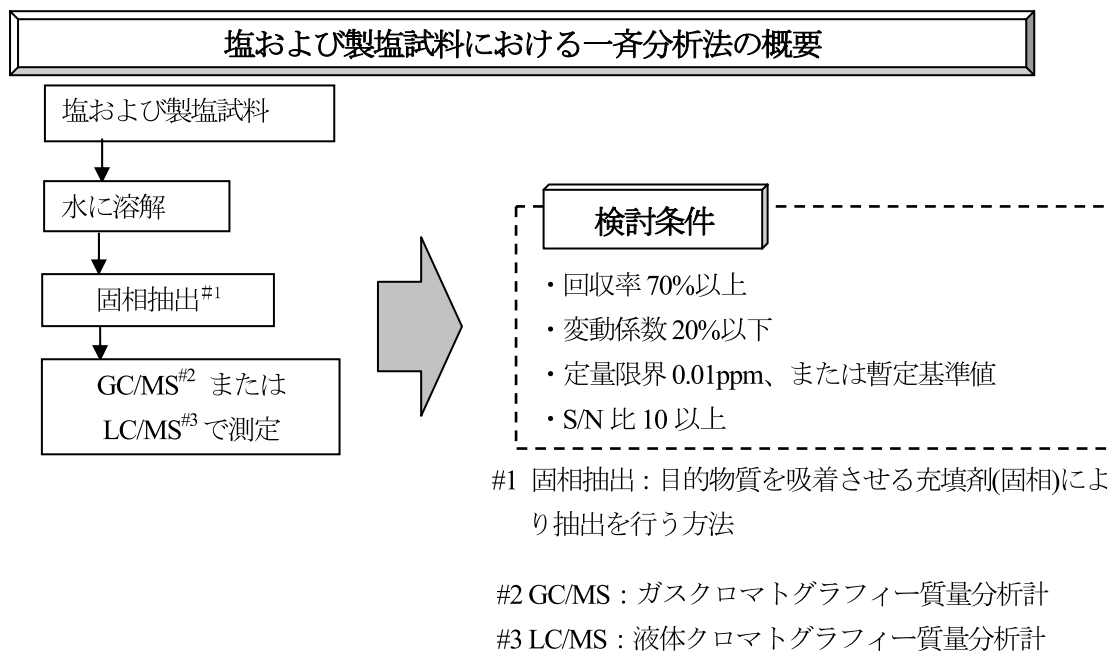 塩および製塩試料における一斉分析法の概要
塩および製塩試料
水に溶解
固相抽出#1
GC/MS#2 または
LC/MS#3 で測定
検討条件
・回収率 70%以上
・変動係数 20%以下
・定量限界 0.01ppm、または暫定基準値
・S/N 比 10 以上
#1 固相抽出：目的物質を吸着させる充填剤(固相)によ
り抽出を行う方法
#2 GC/MS：ガスクロマトグラフィー質量分析計
#3 LC/MS：液体クロマトグラフィー質量分析計